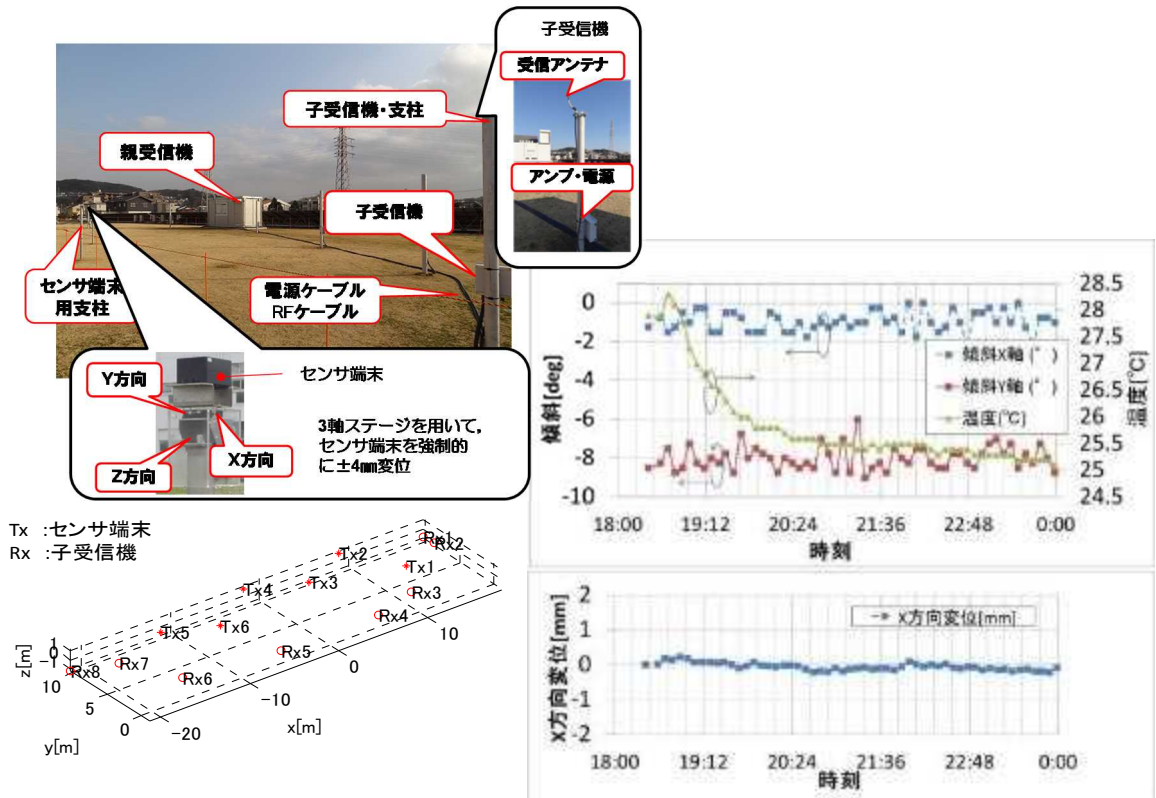 子受信機
受信アンテナ
アンプ・電源
子受信機・支柱
親受信機
子受信機
センサ端末
用支柱
電源ケーブル
RFケーブル
Y方向
X方向
Z方向
センサ端末
3軸ステージを用いて，
センサ端末を強制的
に±4mm変位
Tx ：センサ端末
Rx ：子受信機
Rx1
Rx2
Tx2
Tx1
Tx3
Tx4
Rx3
Rx4
Tx5
Tx6
Rx5
Rx7
Rx8
Rx6
z[m]
1
0
-1
10
5
0
y[m]
-20
-10
0
10
x[m]
傾斜[deg]
0
-2
-4
-6
-8
-10
28.5
28
27.5
27
26.5
26
25.5
25
24.5
温度[℃]
傾斜X軸(°)
傾斜Y軸(°)
温度(℃)
18:00 19:12 20:24 21:36 22:48 0:00
時刻
X方向変位[mm]
2
1
0
-1
-2
X方向変位[mm]
18:00 19:12 20:24 21:36 22:48 0:00
時刻